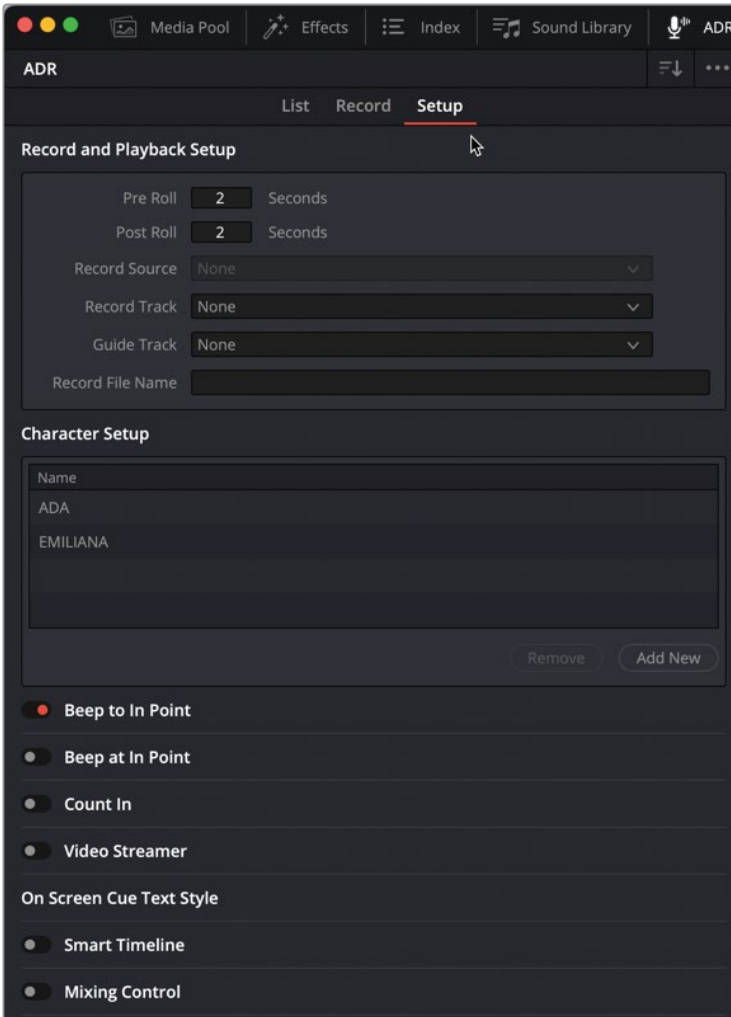 Media Pool Effects Index Sound Library ADR
ADR
List Record Setup
Record and Playback Setup
Pre Roll 2 Seconds
Post Roll 2 Seconds
Record Source None
Record Track None
Guide Track None
Record File Name
Character Setup
Name
ADA
EMILIANA
Remove Add New
Beep to In Point
Beep at In Point
Count In
Video Streamer
On Screen Cue Text Style
Smart Timeline
Mixing Control